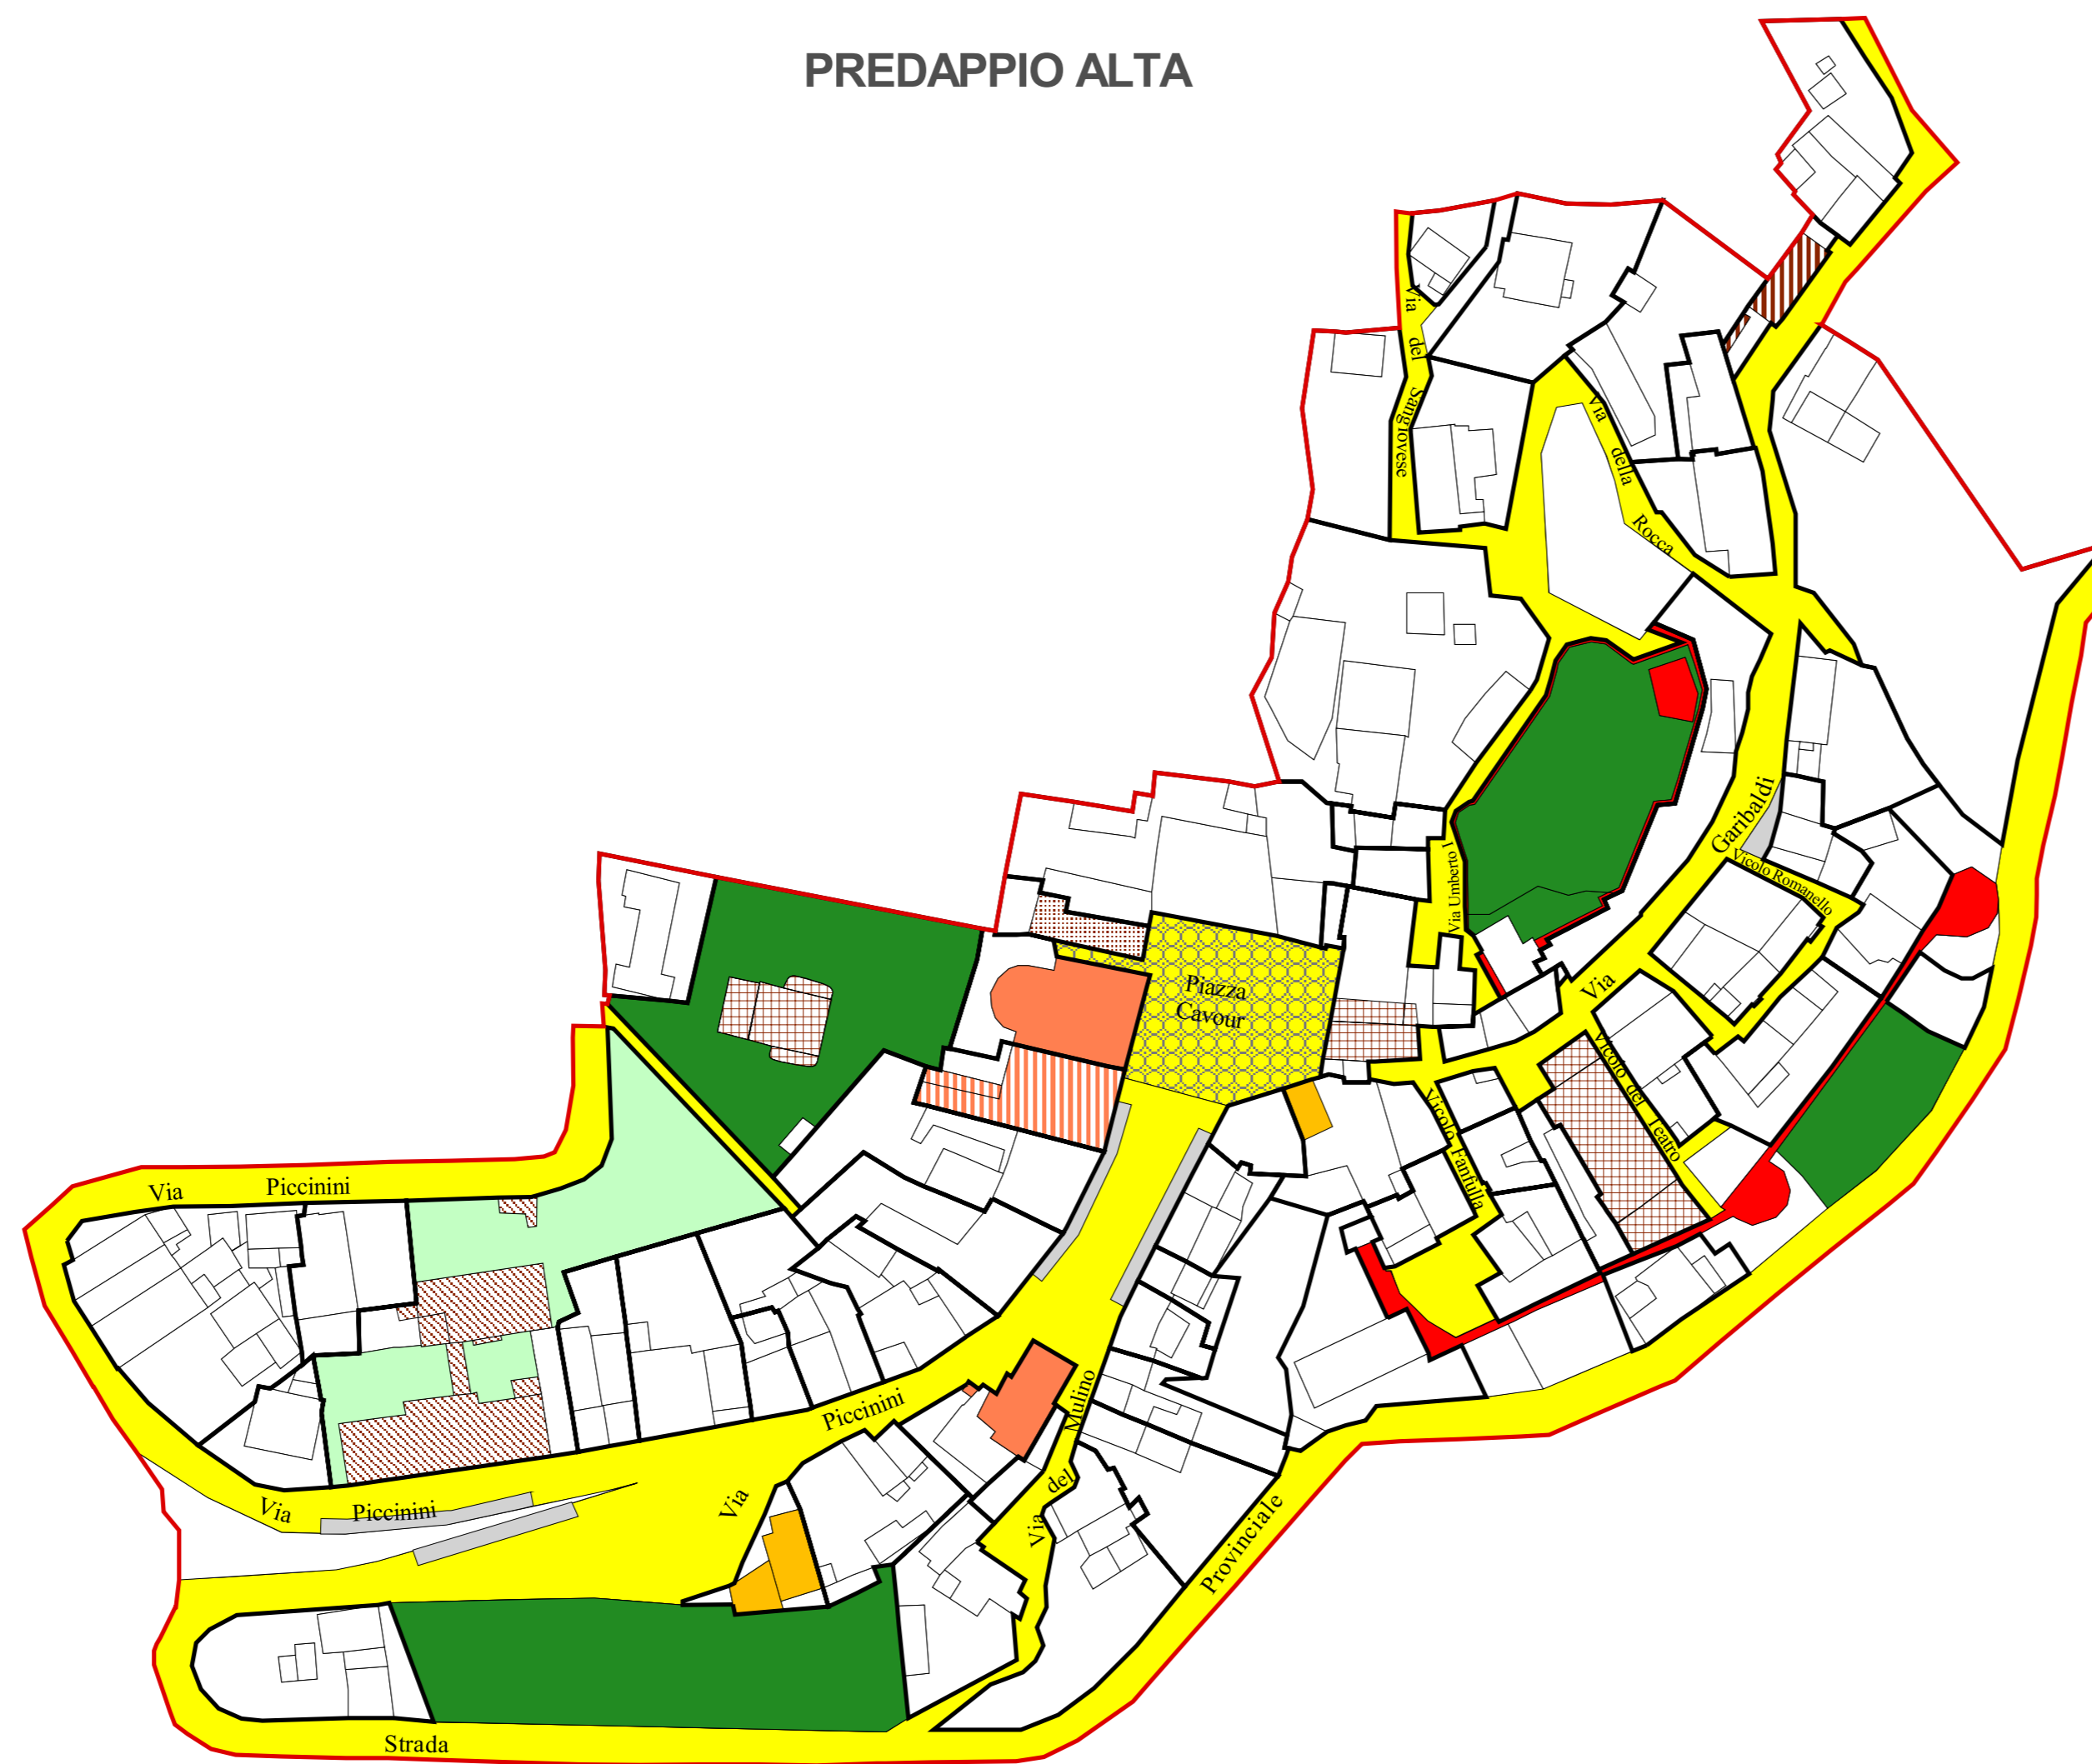 PREDAPPIO ALTA
Via
del
Sangiovese
Via
della
Rocca
Garibaldi
Vicolo Romanello
Via Umberto I
Via
Piazza
Cavour
Vicolo del
Teatro
Vicolo
Fanfulla
Via
Piccinini
Piccinini
Mulino
del
Via
Via
Via
Piccinini
Provinciale
Strada